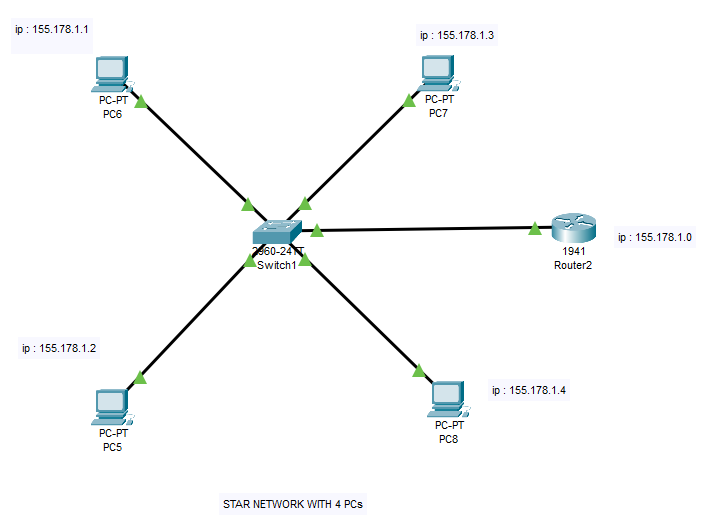 ip : 155.178.1.1
ip : 155.178.1.3
PC-PT
PC6
PC-PT
PC7
2960-24TT
Switch1
1941
Router2
ip : 155.178.1.0
ip : 155.178.1.2
PC-PT
PC5
PC-PT
PC8
ip : 155.178.1.4
STAR NETWORK WITH 4 PCs